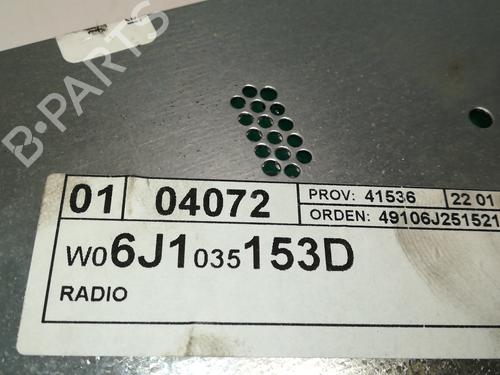 B-PARTS
01 04072 PROV: 41536 22 01
ORDEN: 49106J251521
W06J1035153D
RADIO